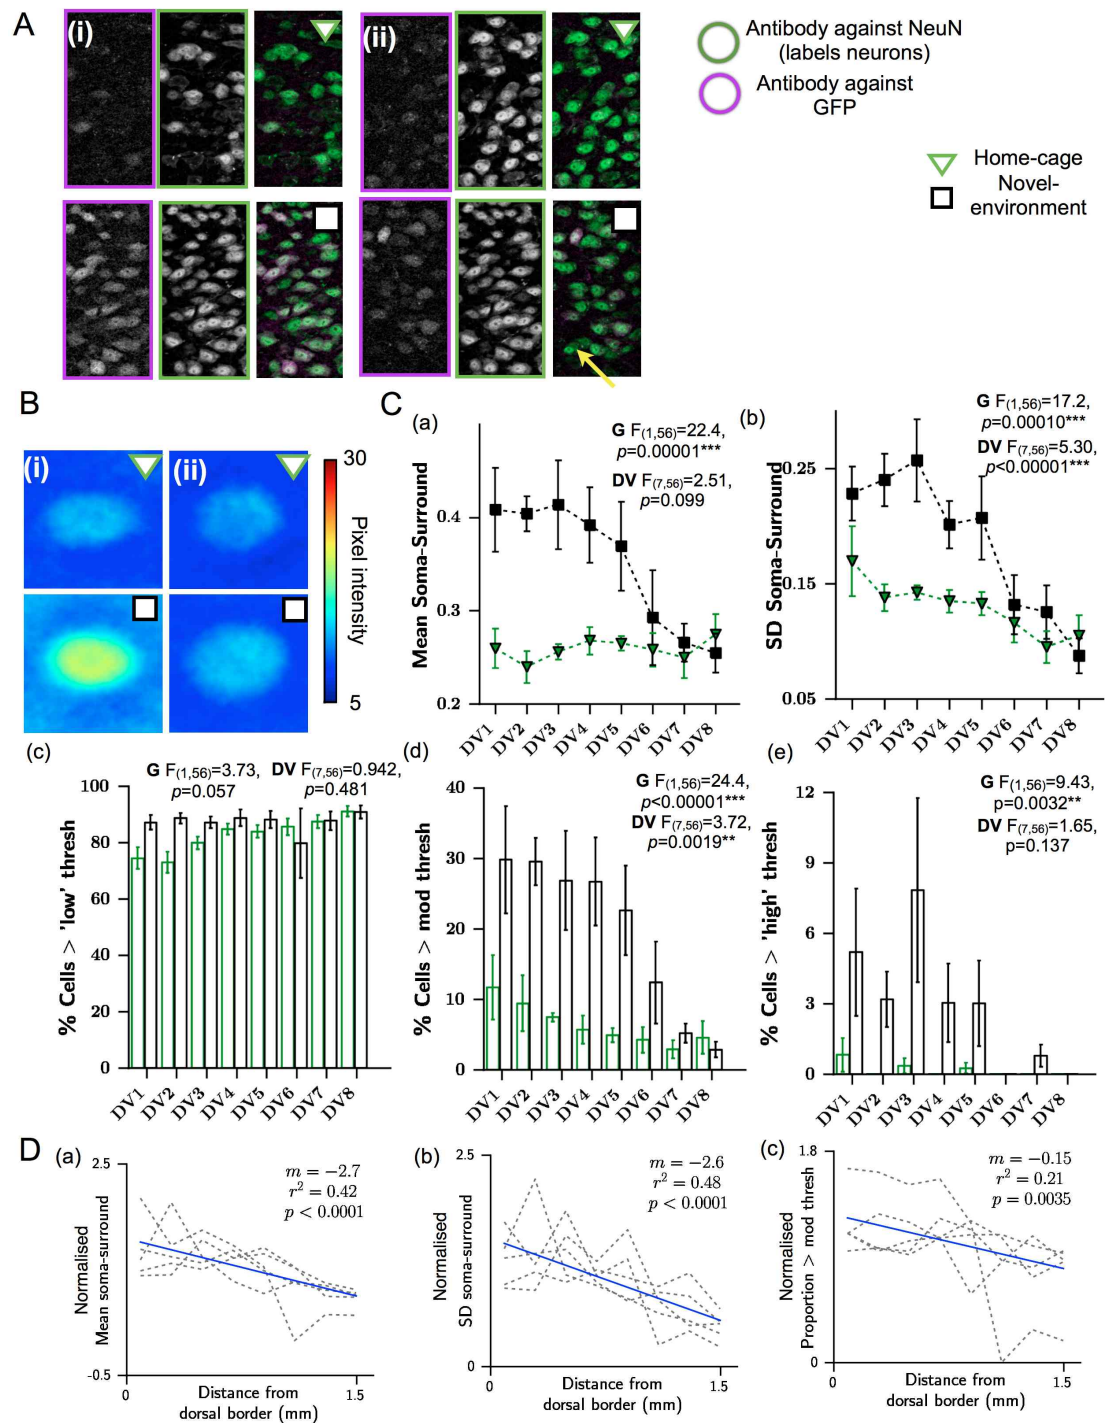 A
(i)
(ii)
Antibody against NeuN
(labels neurons)
Antibody against
GFP
Home-cage
Novel-
environment
B
(i)
(ii)
30
Pixel intensity
5
C
(a)
G F(1,56)=22.4,
p=0.00001***
DV F(7,56)=2.51,
p=0.099
Mean Soma-Surround
0.4
0.3
0.2
DV1
DV2
DV3
DV4
DV5
DV6
DV7
DV8
(b)
G F(1,56)=17.2,
p=0.00010***
DV F(7,56)=5.30,
p<0.00001***
SD Soma-Surround
0.25
0.15
0.05
DV1
DV2
DV3
DV4
DV5
DV6
DV7
DV8
(c)
G F(1,56)=3.73,
p=0.057
DV F(7,56)=0.942,
p=0.481
% Cells > 'low' thresh
100
80
60
40
20
0
DV1
DV2
DV3
DV4
DV5
DV6
DV7
DV8
(d)
G F(1,56)=24.4,
p<0.00001***
DV F(7,56)=3.72,
p=0.0019**
% Cells > mod thresh
40
30
20
10
0
DV1
DV2
DV3
DV4
DV5
DV6
DV7
DV8
(e)
G F(1,56)=9.43,
p=0.0032**
DV F(7,56)=1.65,
p=0.137
% Cells > 'high' thresh
12
9
6
3
0
DV1
DV2
DV3
DV4
DV5
DV6
DV7
DV8
D
(a)
m = −2.7
r² = 0.42
p < 0.0001
Normalised
Mean soma-surround
2.5
-0.5
0
1.5
Distance from
dorsal border (mm)
(b)
m = −2.6
r² = 0.48
p < 0.0001
Normalised
SD soma-surround
2.5
0
0
1.5
Distance from
dorsal border (mm)
(c)
m = −0.15
r² = 0.21
p = 0.0035
Normalised
Proportion > mod thresh
1.8
0
0
1.5
Distance from
dorsal border (mm)